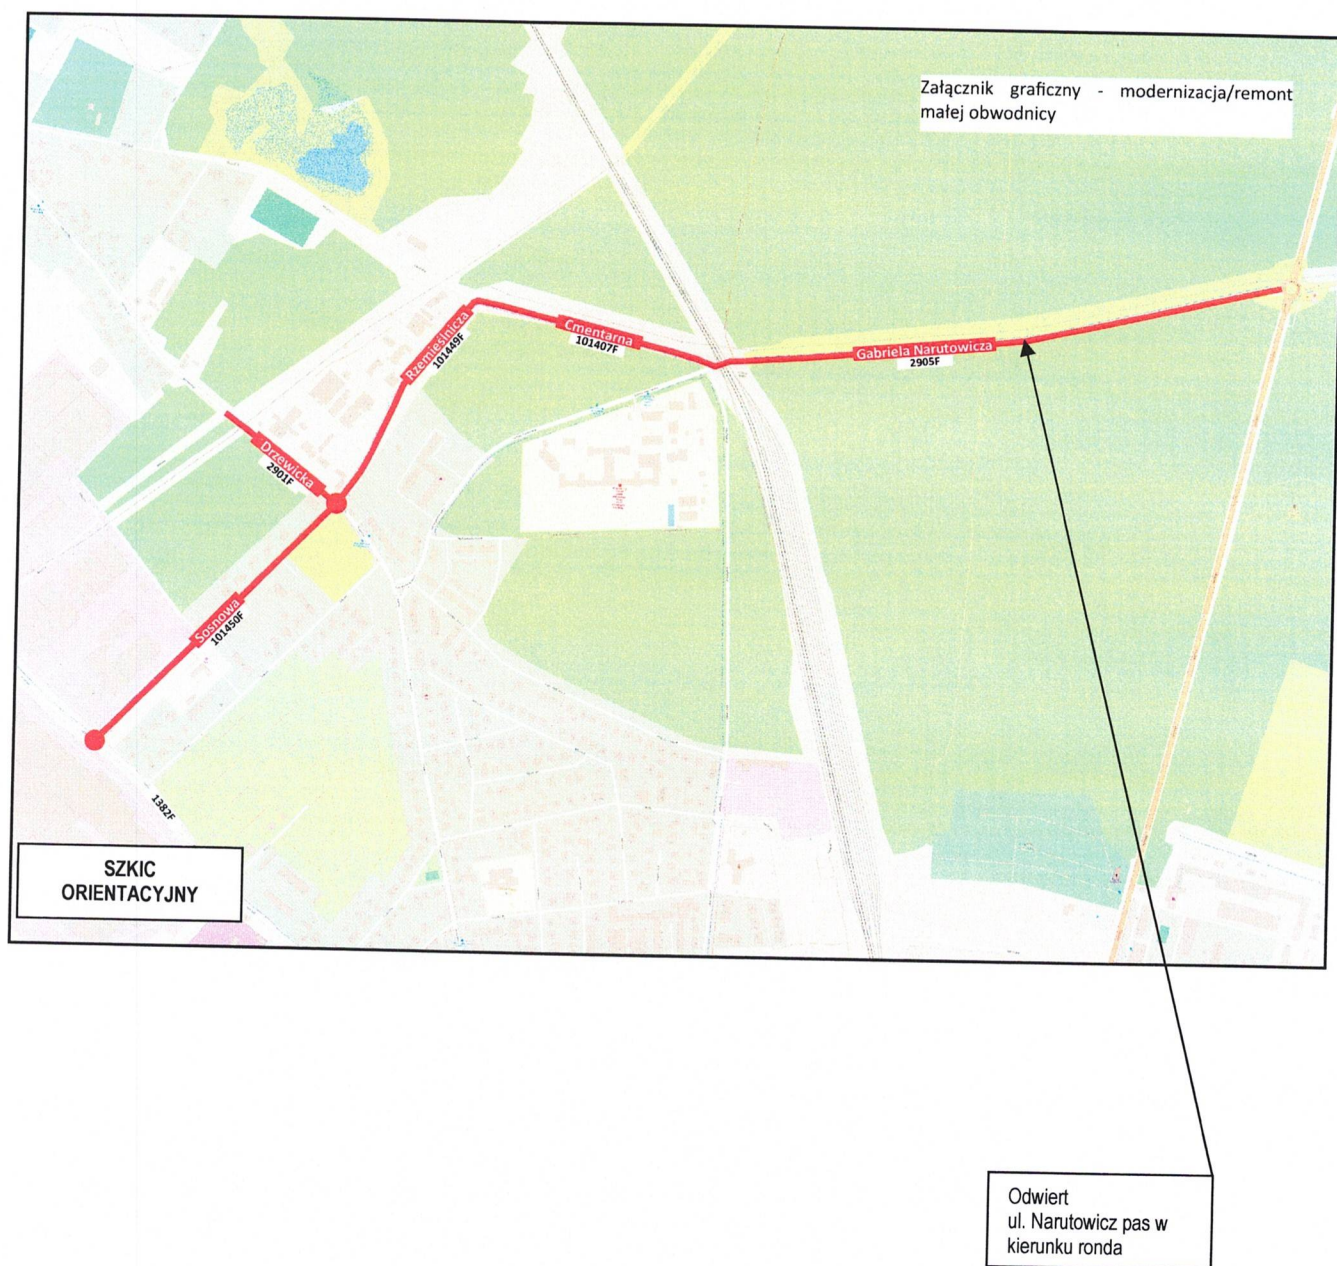 Załącznik graficzny - modernizacja/remont
małej obwodnicy
Rzemieślnicza
101449F
Cmentarna
101407F
Gabriela Narutowicza
2905F
Drzewicka
2901F
Sosnowa
101450F
1382F
SZKIC
ORIENTACYJNY
Odwiert
ul. Narutowicz pas w
kierunku ronda